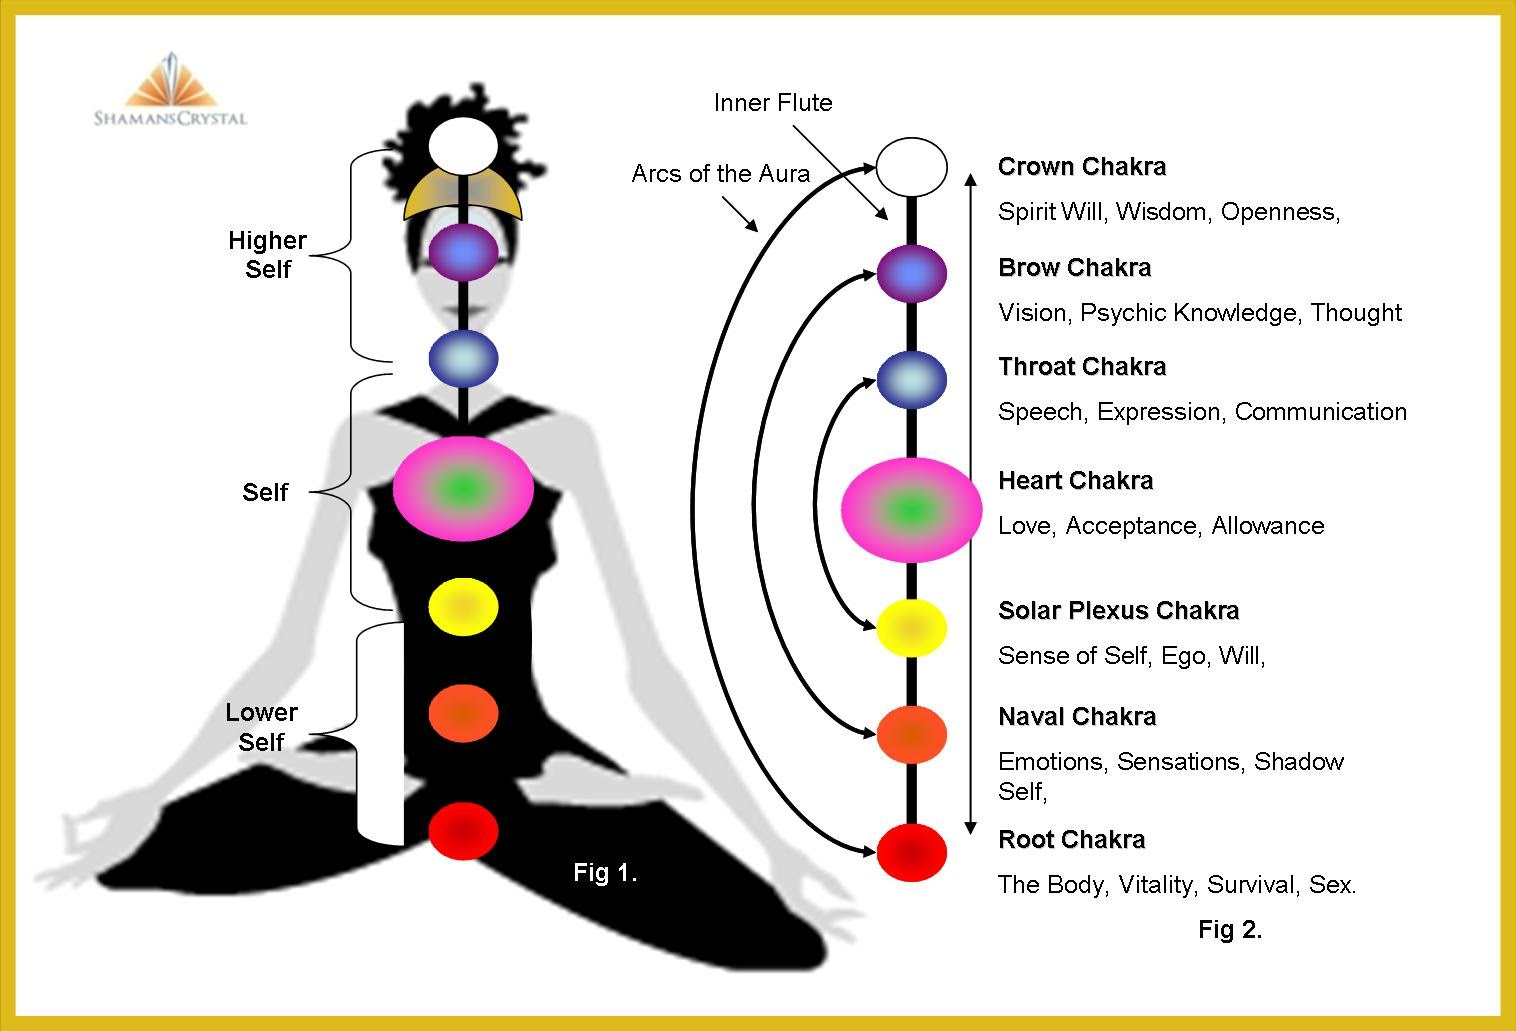 SHAMANSCRYSTAL
Higher
Self
Self
Lower
Self
Fig 1.
Inner Flute
Arcs of the Aura
Crown Chakra
Spirit Will, Wisdom, Openness,
Brow Chakra
Vision, Psychic Knowledge, Thought
Throat Chakra
Speech, Expression, Communication
Heart Chakra
Love, Acceptance, Allowance
Solar Plexus Chakra
Sense of Self, Ego, Will,
Naval Chakra
Emotions, Sensations, Shadow
Self,
Root Chakra
The Body, Vitality, Survival, Sex.
Fig 2.